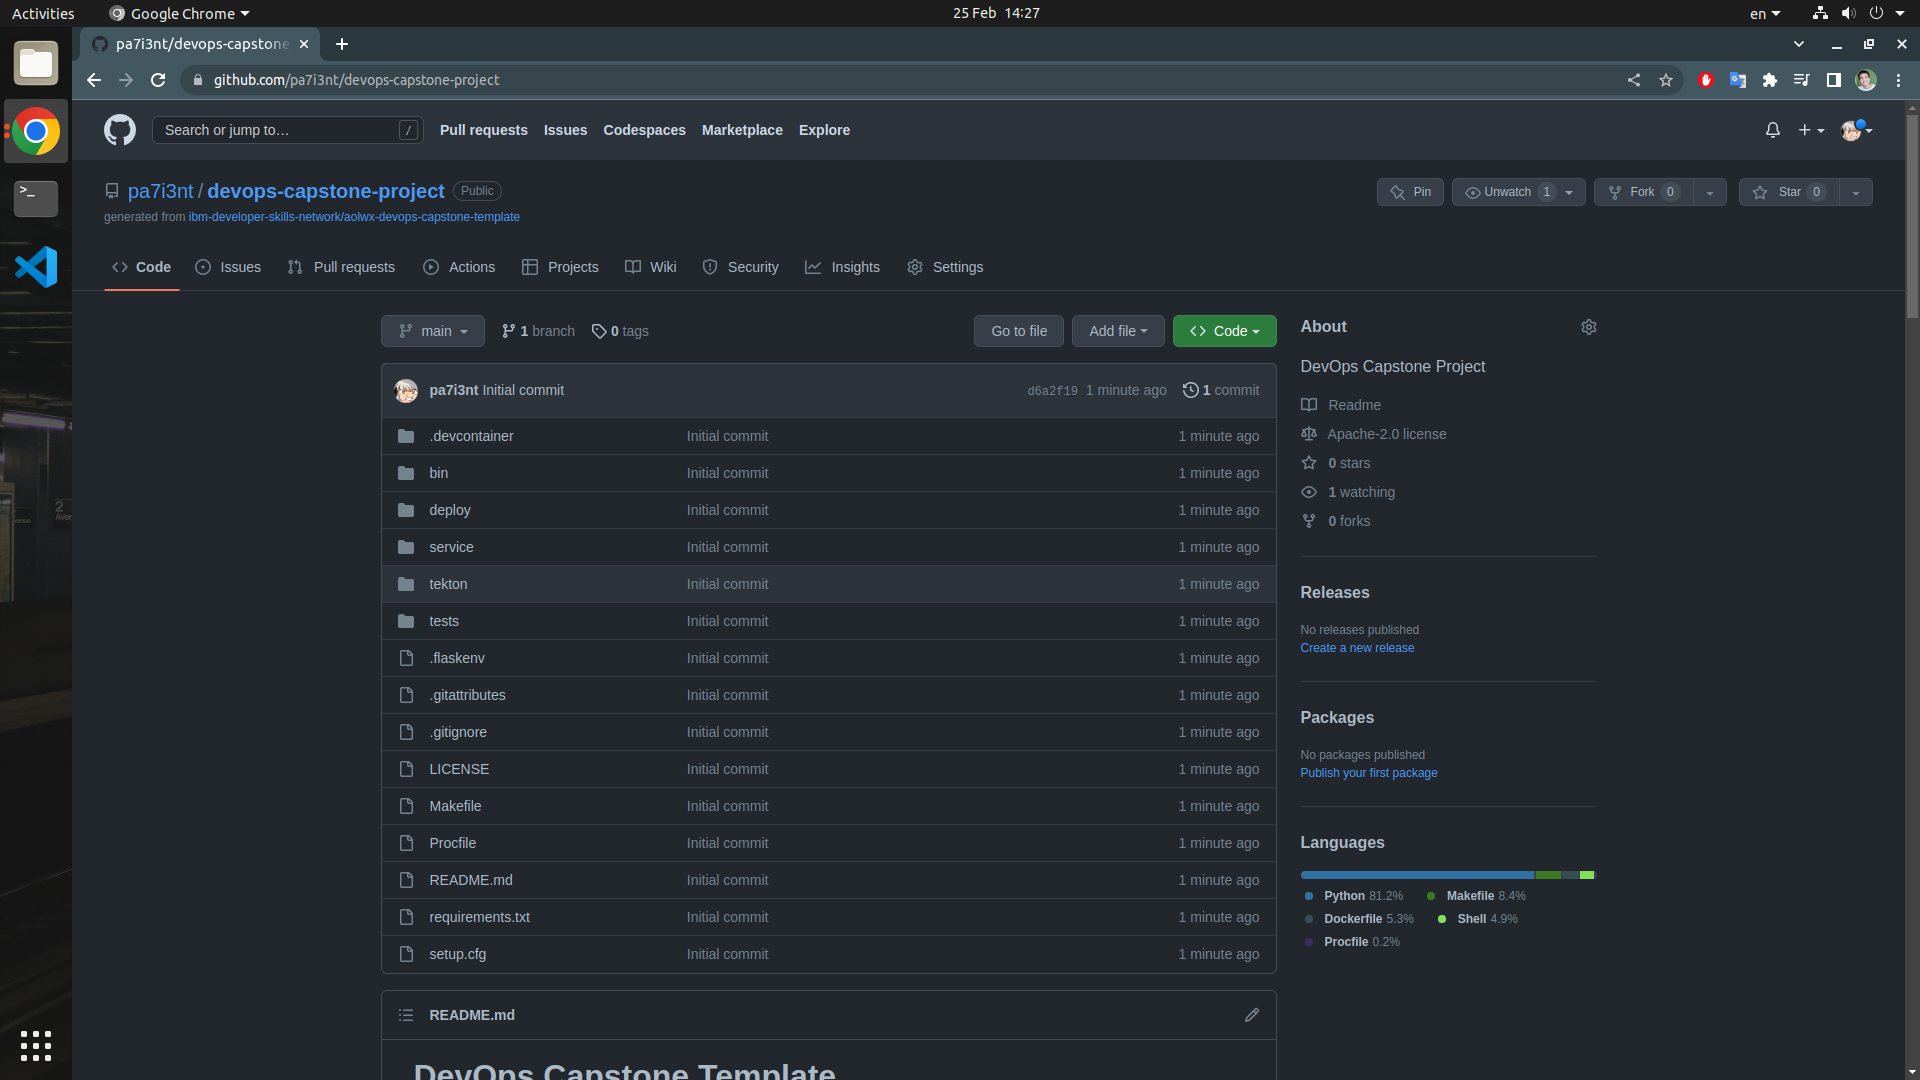 Activities
Google Chrome
25 Feb 14:27
en
pa7i3nt/devops-capstone
github.com/pa7i3nt/devops-capstone-project
Search or jump to…
/
Pull requests
Issues
Codespaces
Marketplace
Explore
pa7i3nt / devops-capstone-project Public
generated from ibm-developer-skills-network/aolwx-devops-capstone-template
Pin
Unwatch 1
Fork 0
Star 0
Code
Issues
Pull requests
Actions
Projects
Wiki
Security
Insights
Settings
main
1 branch
0 tags
Go to file
Add file
Code
pa7i3nt Initial commit
d6a2f19 1 minute ago
1 commit
.devcontainer Initial commit 1 minute ago
bin Initial commit 1 minute ago
deploy Initial commit 1 minute ago
service Initial commit 1 minute ago
tekton Initial commit 1 minute ago
tests Initial commit 1 minute ago
.flaskenv Initial commit 1 minute ago
.gitattributes Initial commit 1 minute ago
.gitignore Initial commit 1 minute ago
LICENSE Initial commit 1 minute ago
Makefile Initial commit 1 minute ago
Procfile Initial commit 1 minute ago
README.md Initial commit 1 minute ago
requirements.txt Initial commit 1 minute ago
setup.cfg Initial commit 1 minute ago
README.md
DevOps Capstone Template
About
DevOps Capstone Project
Readme
Apache-2.0 license
0 stars
1 watching
0 forks
Releases
No releases published
Create a new release
Packages
No packages published
Publish your first package
Languages
Python 81.2%
Makefile 8.4%
Dockerfile 5.3%
Shell 4.9%
Procfile 0.2%